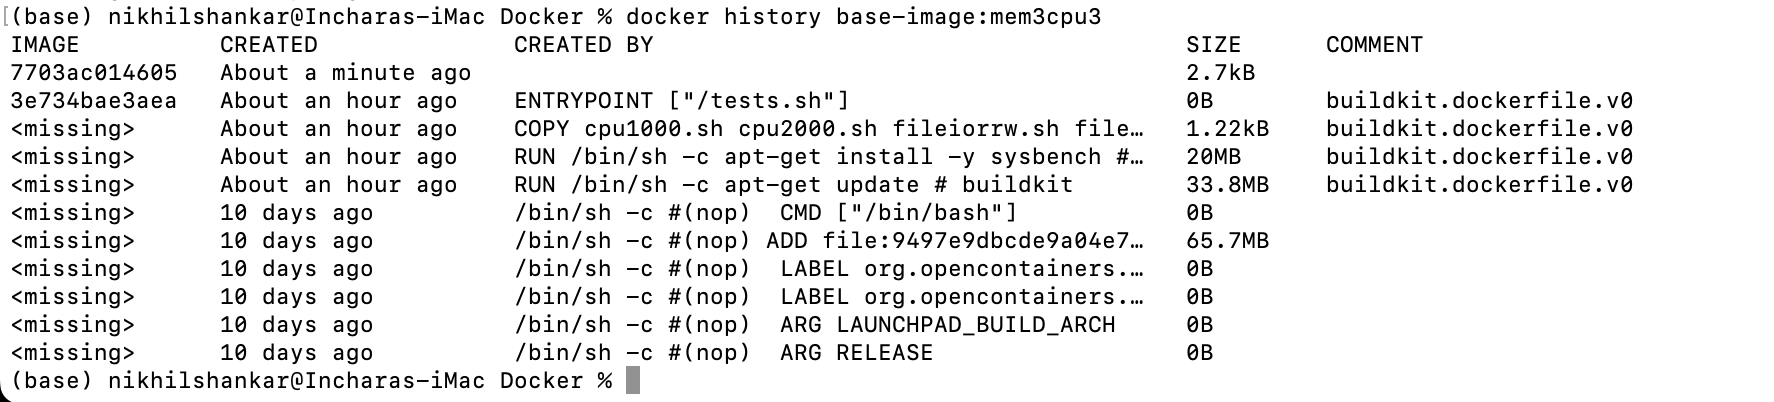 (base) nikhilshankar@Incharas-iMac Docker % docker history base-image:mem3cpu3
IMAGE CREATED CREATED BY SIZE COMMENT
7703ac014605 About a minute ago 2.7kB
3e734bae3aea About an hour ago ENTRYPOINT ["/tests.sh"] 0B buildkit.dockerfile.v0
<missing> About an hour ago COPY cpu1000.sh cpu2000.sh fileiorrw.sh file… 1.22kB buildkit.dockerfile.v0
<missing> About an hour ago RUN /bin/sh -c apt-get install -y sysbench #… 20MB buildkit.dockerfile.v0
<missing> About an hour ago RUN /bin/sh -c apt-get update # buildkit 33.8MB buildkit.dockerfile.v0
<missing> 10 days ago /bin/sh -c #(nop)  CMD ["/bin/bash"] 0B
<missing> 10 days ago /bin/sh -c #(nop) ADD file:9497e9dbcde9a04e7… 65.7MB
<missing> 10 days ago /bin/sh -c #(nop)  LABEL org.opencontainers.… 0B
<missing> 10 days ago /bin/sh -c #(nop)  LABEL org.opencontainers.… 0B
<missing> 10 days ago /bin/sh -c #(nop)  ARG LAUNCHPAD_BUILD_ARCH 0B
<missing> 10 days ago /bin/sh -c #(nop)  ARG RELEASE 0B
(base) nikhilshankar@Incharas-iMac Docker %